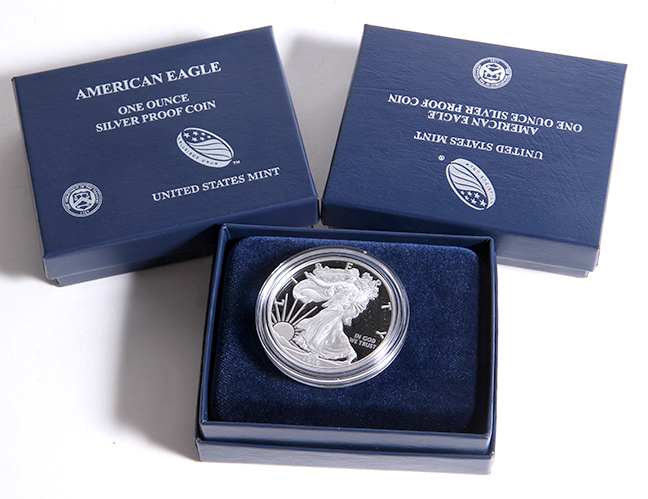 AMERICAN EAGLE
ONE OUNCE
SILVER PROOF COIN
UNITED STATES MINT
AMERICAN EAGLE
ONE OUNCE SILVER PROOF COIN
UNITED STATES MINT
LIBERTY
IN GOD
WE TRUST